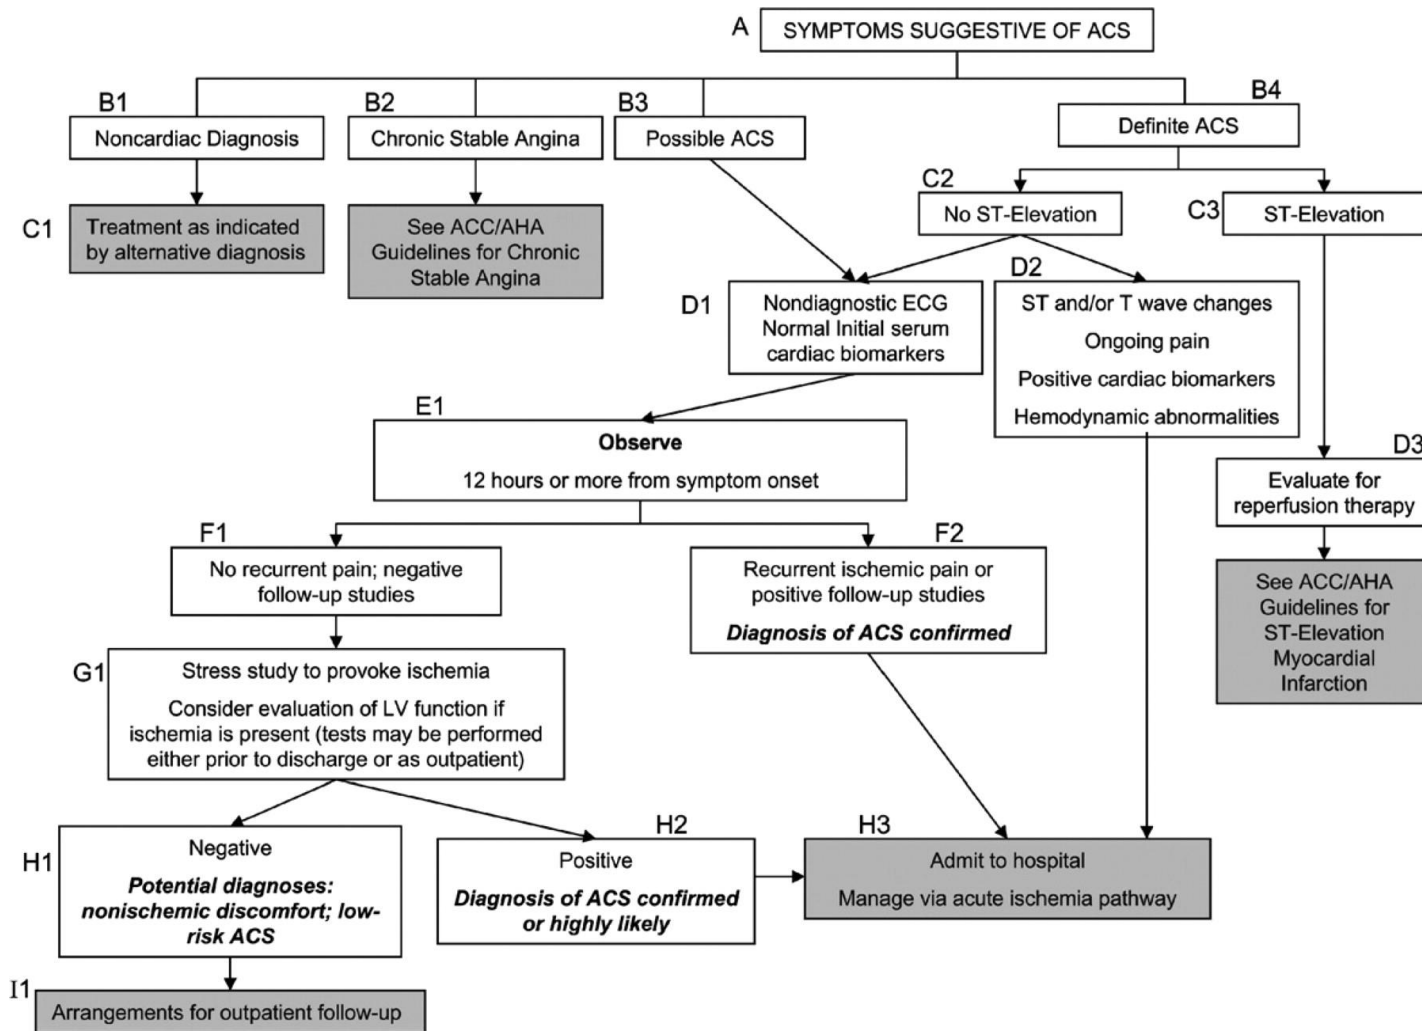 A
SYMPTOMS SUGGESTIVE OF ACS
B1
Noncardiac Diagnosis
B2
Chronic Stable Angina
B3
Possible ACS
B4
Definite ACS
C1
Treatment as indicated
by alternative diagnosis
See ACC/AHA
Guidelines for Chronic
Stable Angina
C2
No ST-Elevation
C3
ST-Elevation
D1
Nondiagnostic ECG
Normal Initial serum
cardiac biomarkers
D2
ST and/or T wave changes
Ongoing pain
Positive cardiac biomarkers
Hemodynamic abnormalities
D3
Evaluate for
reperfusion therapy
See ACC/AHA
Guidelines for
ST-Elevation
Myocardial
Infarction
E1
Observe
12 hours or more from symptom onset
F1
No recurrent pain; negative
follow-up studies
F2
Recurrent ischemic pain or
positive follow-up studies
Diagnosis of ACS confirmed
G1
Stress study to provoke ischemia
Consider evaluation of LV function if
ischemia is present (tests may be performed
either prior to discharge or as outpatient)
H1
Negative
Potential diagnoses:
nonischemic discomfort; low-
risk ACS
H2
Positive
Diagnosis of ACS confirmed
or highly likely
H3
Admit to hospital
Manage via acute ischemia pathway
I1
Arrangements for outpatient follow-up